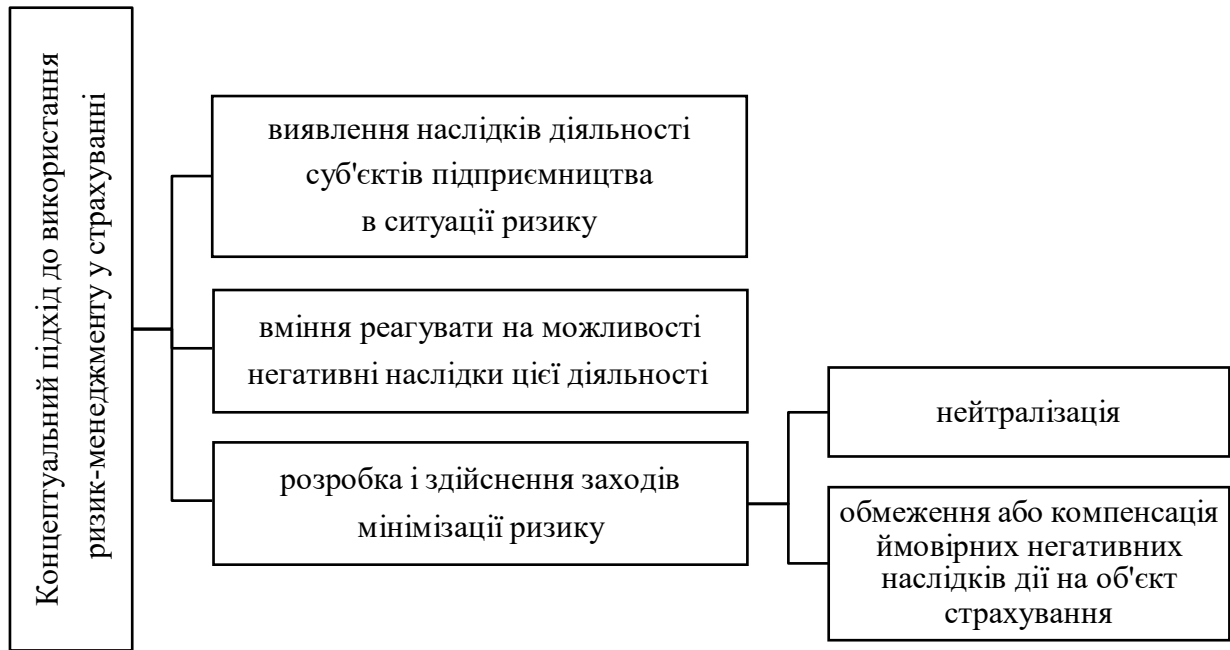 Концептуальний підхід до використання
ризик-менеджменту у страхуванні
виявлення наслідків діяльності
суб'єктів підприємництва
в ситуації ризику
вміння реагувати на можливості
негативні наслідки цієї діяльності
розробка і здійснення заходів
мінімізації ризику
нейтралізація
обмеження або компенсація
ймовірних негативних
наслідків дії на об'єкт
страхування